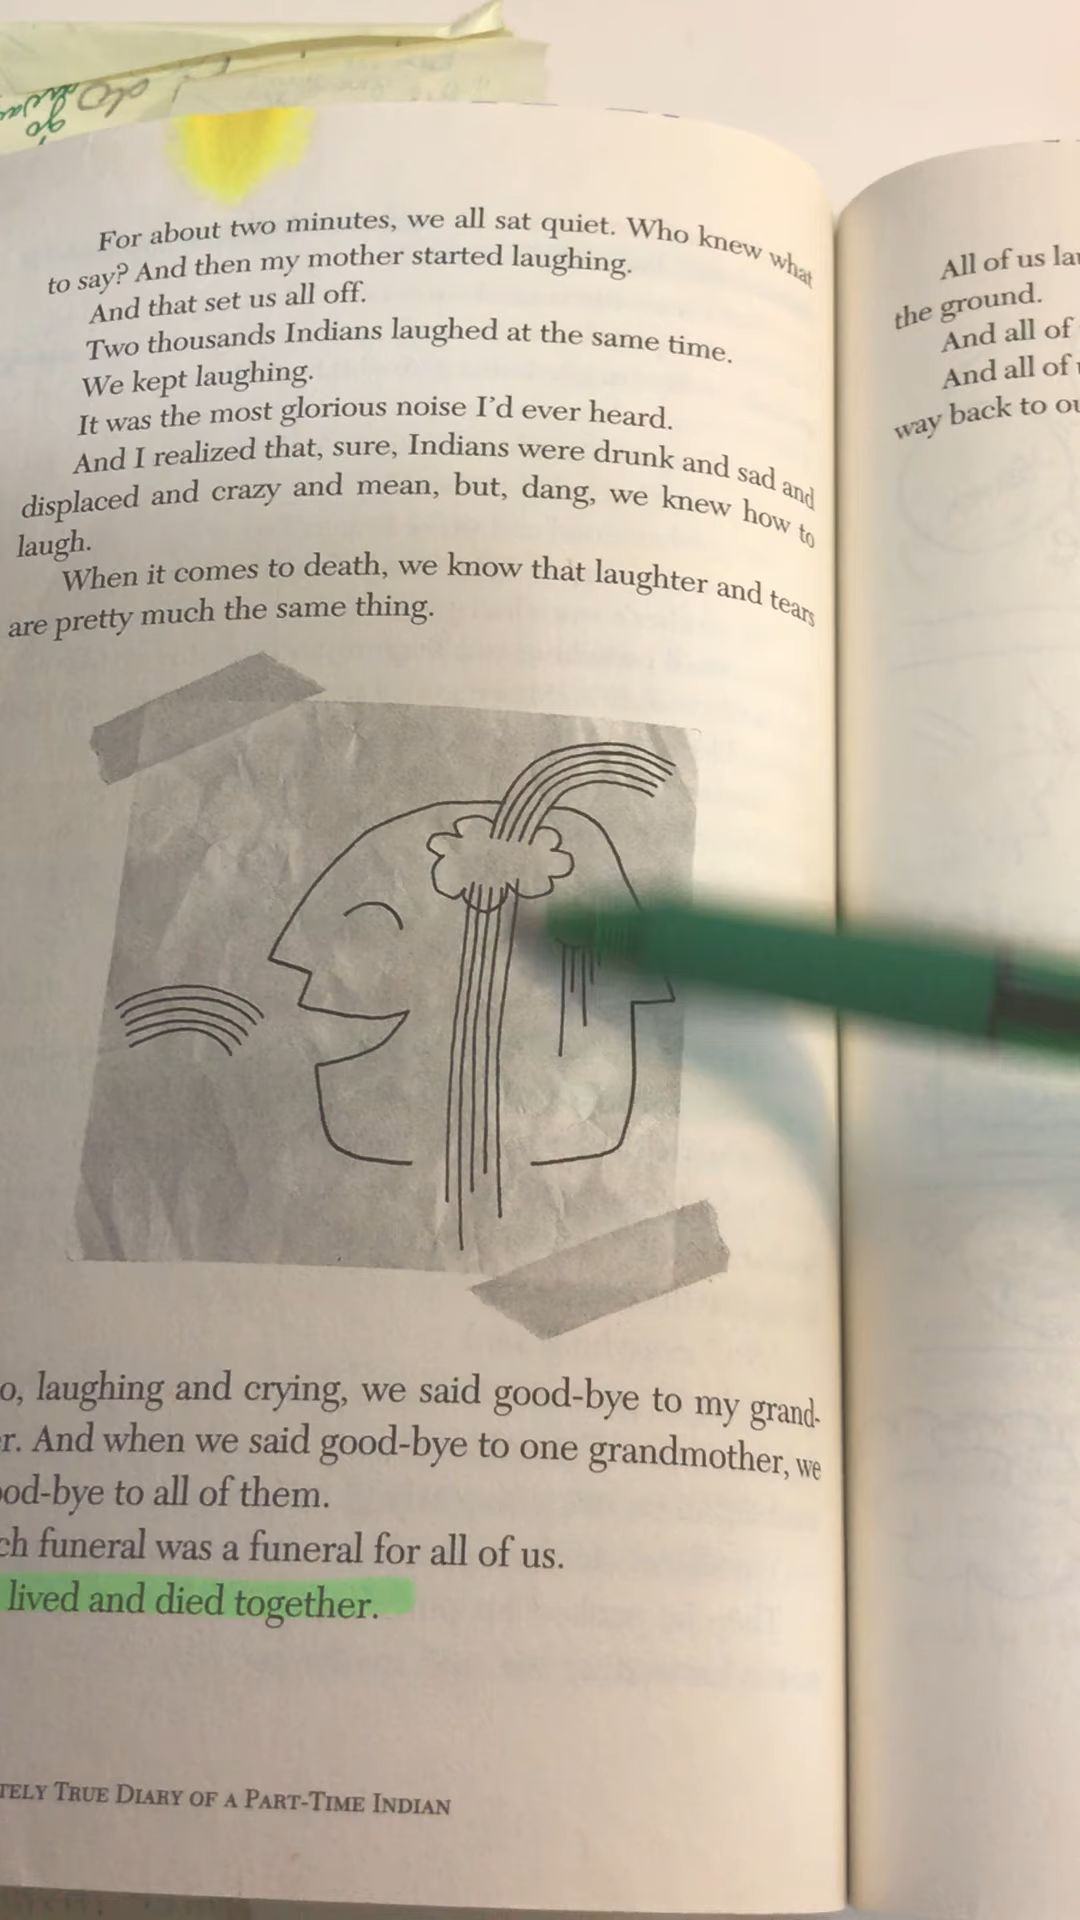 do
go
For about two minutes, we all sat quiet. Who knew what
to say? And then my mother started laughing.
And that set us all off.
Two thousands Indians laughed at the same time.
We kept laughing.
It was the most glorious noise I'd ever heard.
And I realized that, sure, Indians were drunk and sad and
displaced and crazy and mean, but, dang, we knew how to
laugh.
When it comes to death, we know that laughter and tears
are pretty much the same thing.
o, laughing and crying, we said good-bye to my grand-
r. And when we said good-bye to one grandmother, we
od-bye to all of them.
ch funeral was a funeral for all of us.
lived and died together.
TELY TRUE DIARY OF A PART-TIME INDIAN
All of us la
the ground.
And all of
And all of
way back to ou